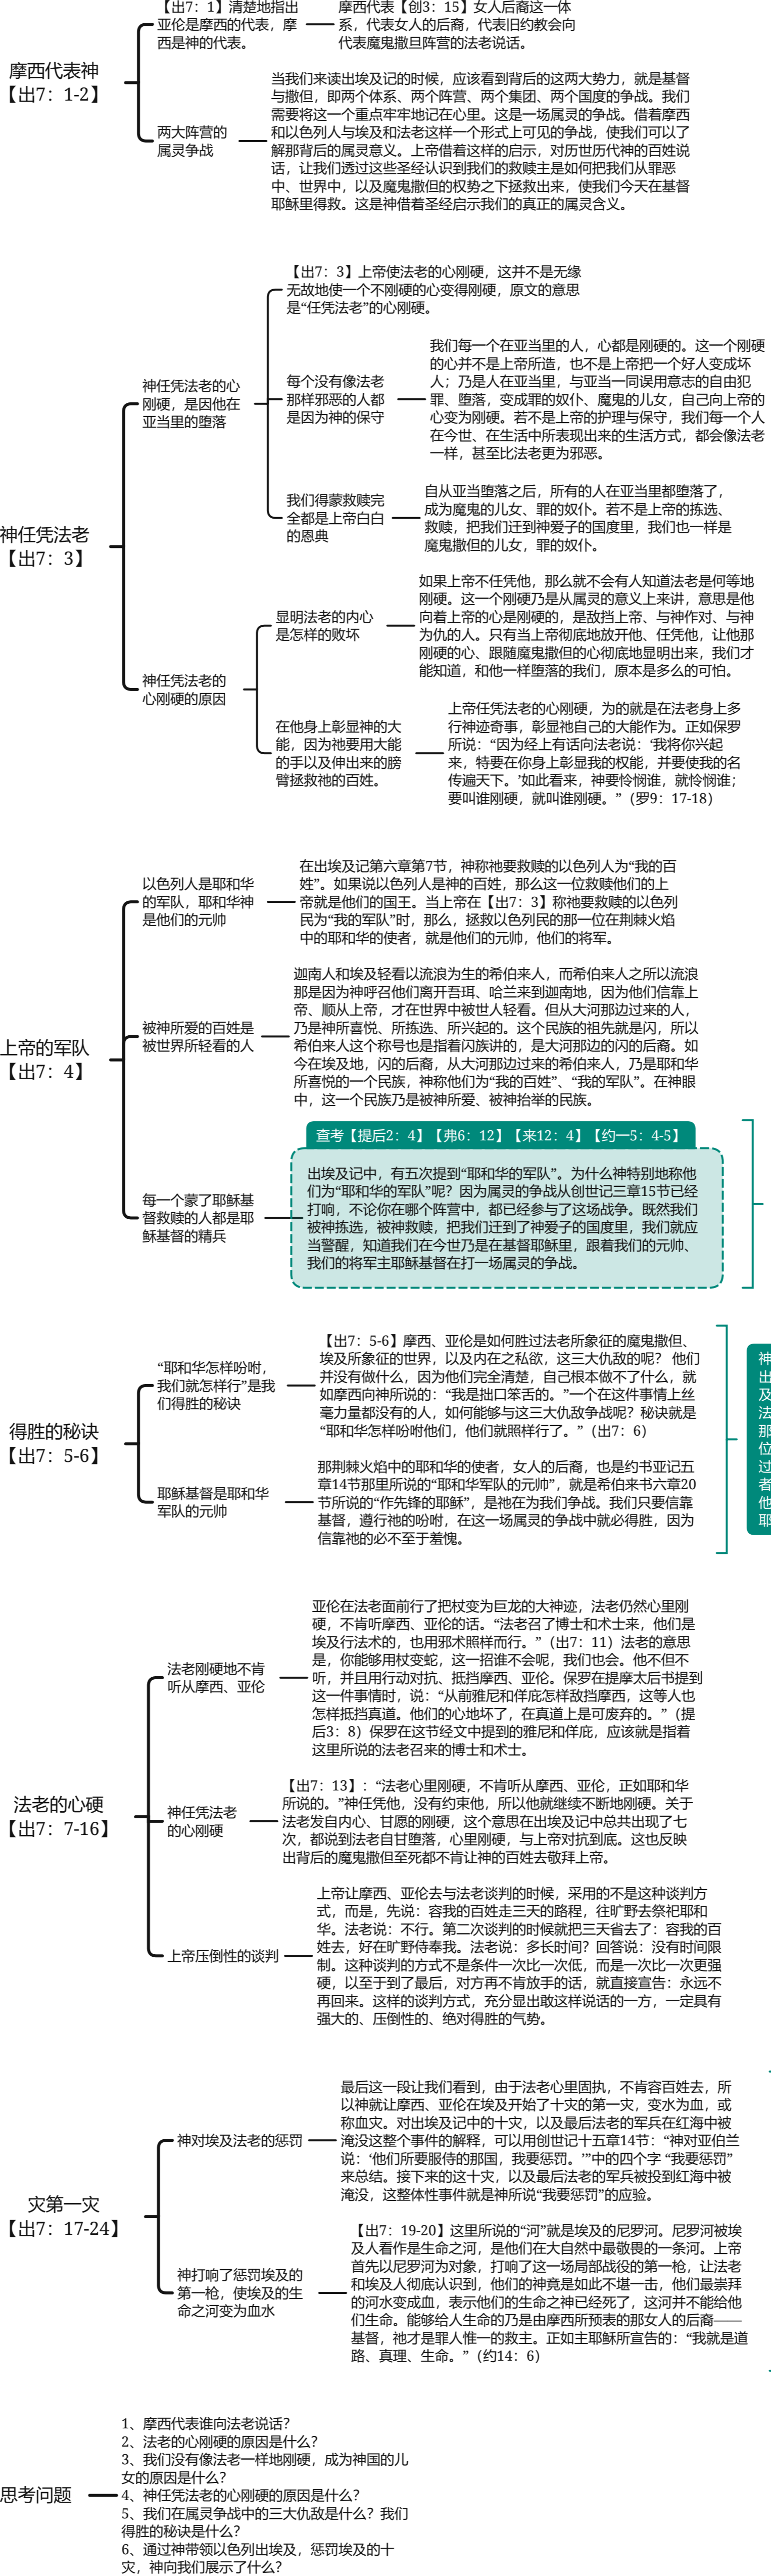 【出7：1】清楚地指出
亚伦是摩西的代表，摩
西是神的代表。
摩西代表【创3：15】女人后裔这一体
系，代表女人的后裔，代表旧约教会向
代表魔鬼撒旦阵营的法老说话。
摩西代表神
【出7：1-2】
两大阵营的
属灵争战
当我们来读出埃及记的时候，应该看到背后的这两大势力，就是基督
与撒但，即两个体系、两个阵营、两个集团、两个国度的争战。我们
需要将这一个重点牢牢地记在心里。这是一场属灵的争战。借着摩西
和以色列人与埃及和法老这样一个形式上可见的争战，使我们可以了
解那背后的属灵意义。上帝借着这样的启示，对历世历代神的百姓说
话，让我们透过这些圣经认识到我们的救赎主是如何把我们从罪恶
中、世界中，以及魔鬼撒但的权势之下拯救出来，使我们今天在基督
耶稣里得救。这是神借着圣经启示我们的真正的属灵含义。
神任凭法老
【出7：3】
神任凭法老的心
刚硬，是因他在
亚当里的堕落
【出7：3】上帝使法老的心刚硬，这并不是无缘
无故地使一个不刚硬的心变得刚硬，原文的意思
是“任凭法老”的心刚硬。
每个没有像法老
那样邪恶的人都
是因为神的保守
我们每一个在亚当里的人，心都是刚硬的。这一个刚硬
的心并不是上帝所造，也不是上帝把一个好人变成坏
人；乃是人在亚当里，与亚当一同误用意志的自由犯
罪、堕落，变成罪的奴仆、魔鬼的儿女，自己向上帝的
心变为刚硬。若不是上帝的护理与保守，我们每一个人
在今世、在生活中所表现出来的生活方式，都会像法老
一样，甚至比法老更为邪恶。
我们得蒙救赎完
全都是上帝白白
的恩典
自从亚当堕落之后，所有的人在亚当里都堕落了，
成为魔鬼的儿女、罪的奴仆。若不是上帝的拣选、
救赎，把我们迁到神爱子的国度里，我们也一样是
魔鬼撒但的儿女，罪的奴仆。
神任凭法老的
心刚硬的原因
显明法老的内心
是怎样的败坏
如果上帝不任凭他，那么就不会有人知道法老是何等地
刚硬。这一个刚硬乃是从属灵的意义上来讲，意思是他
向着上帝的心是刚硬的，是敌挡上帝、与神作对、与神
为仇的人。只有当上帝彻底地放开他、任凭他，让他那
刚硬的心、跟随魔鬼撒但的心彻底地显明出来，我们才
能知道，和他一样堕落的我们，原本是多么的可怕。
在他身上彰显神的大
能，因为祂要用大能
的手以及伸出来的膀
臂拯救祂的百姓。
上帝任凭法老的心刚硬，为的就是在法老身上多
行神迹奇事，彰显祂自己的大能作为。正如保罗
所说：“因为经上有话向法老说：‘我将你兴起
来，特要在你身上彰显我的权能，并要使我的名
传遍天下。’如此看来，神要怜悯谁，就怜悯谁；
要叫谁刚硬，就叫谁刚硬。”（罗9：17-18）
上帝的军队
【出7：4】
以色列人是耶和华
的军队，耶和华神
是他们的元帅
在出埃及记第六章第7节，神称祂要救赎的以色列人为“我的百
姓”。如果说以色列人是神的百姓，那么这一位救赎他们的上
帝就是他们的国王。当上帝在【出7：3】称祂要救赎的以色列
民为“我的军队”时，那么，拯救以色列民的那一位在荆棘火焰
中的耶和华的使者，就是他们的元帅，他们的将军。
被神所爱的百姓是
被世界所轻看的人
迦南人和埃及轻看以流浪为生的希伯来人，而希伯来人之所以流浪
那是因为神呼召他们离开吾珥、哈兰来到迦南地，因为他们信靠上
帝、顺从上帝，才在世界中被世人轻看。但从大河那边过来的人，
乃是神所喜悦、所拣选、所兴起的。这个民族的祖先就是闪，所以
希伯来人这个称号也是指着闪族讲的，是大河那边的闪的后裔。如
今在埃及地，闪的后裔，从大河那边过来的希伯来人，乃是耶和华
所喜悦的一个民族，神称他们为“我的百姓”、“我的军队”。在神眼
中，这一个民族乃是被神所爱、被神抬举的民族。
查考【提后2：4】【弗6：12】【来12：4】【约一5：4-5】
每一个蒙了耶稣基
督救赎的人都是耶
稣基督的精兵
出埃及记中，有五次提到“耶和华的军队”。为什么神特别地称他
们为“耶和华的军队”呢？因为属灵的争战从创世记三章15节已经
打响，不论你在哪个阵营中，都已经参与了这场战争。既然我们
被神拣选，被神救赎，把我们迁到了神爱子的国度里，我们就应
当警醒，知道我们在今世乃是在基督耶稣里，跟着我们的元帅、
我们的将军主耶稣基督在打一场属灵的争战。
得胜的秘诀
【出7：5-6】
“耶和华怎样吩咐，
我们就怎样行”是我
们得胜的秘诀
【出7：5-6】摩西、亚伦是如何胜过法老所象征的魔鬼撒但、
埃及所象征的世界，以及内在之私欲，这三大仇敌的呢？ 他们
并没有做什么，因为他们完全清楚，自己根本做不了什么，就
如摩西向神所说的：“我是拙口笨舌的。”一个在这件事情上丝
毫力量都没有的人，如何能够与这三大仇敌争战呢？秘诀就是
“耶和华怎样吩咐他们，他们就照样行了。”（出7：6）
耶稣基督是耶和华
军队的元帅
那荆棘火焰中的耶和华的使者，女人的后裔，也是约书亚记五
章14节那里所说的“耶和华军队的元帅”，就是希伯来书六章20
节所说的“作先锋的耶稣”，是祂在为我们争战。我们只要信靠
基督，遵行祂的吩咐，在这一场属灵的争战中就必得胜，因为
信靠祂的必不至于羞愧。
神
出
及
法
那
位
过
者
他
耶
法老的心硬
【出7：7-16】
法老刚硬地不肯
听从摩西、亚伦
亚伦在法老面前行了把杖变为巨龙的大神迹，法老仍然心里刚
硬，不肯听摩西、亚伦的话。“法老召了博士和术士来，他们是
埃及行法术的，也用邪术照样而行。”（出7：11）法老的意思
是，你能够用杖变蛇，这一招谁不会呢，我们也会。他不但不
听，并且用行动对抗、抵挡摩西、亚伦。保罗在提摩太后书提到
这一件事情时，说：“从前雅尼和佯庇怎样敌挡摩西，这等人也
怎样抵挡真道。他们的心地坏了，在真道上是可废弃的。”（提
后3：8）保罗在这节经文中提到的雅尼和佯庇，应该就是指着
这里所说的法老召来的博士和术士。
神任凭法老
的心刚硬
【出7：13】：“法老心里刚硬，不肯听从摩西、亚伦，正如耶和华
所说的。”神任凭他，没有约束他，所以他就继续不断地刚硬。关于
法老发自内心、甘愿的刚硬，这个意思在出埃及记中总共出现了七
次，都说到法老自甘堕落，心里刚硬，与上帝对抗到底。这也反映
出背后的魔鬼撒但至死都不肯让神的百姓去敬拜上帝。
上帝压倒性的谈判
上帝让摩西、亚伦去与法老谈判的时候，采用的不是这种谈判方
式，而是，先说：容我的百姓走三天的路程，往旷野去祭祀耶和
华。法老说：不行。第二次谈判的时候就把三天省去了：容我的百
姓去，好在旷野侍奉我。法老说：多长时间？回答说：没有时间限
制。这种谈判的方式不是条件一次比一次低，而是一次比一次更强
硬，以至于到了最后，对方再不肯放手的话，就直接宣告：永远不
再回来。这样的谈判方式，充分显出敢这样说话的一方，一定具有
强大的、压倒性的、绝对得胜的气势。
灾第一灾
【出7：17-24】
神对埃及法老的惩罚
最后这一段让我们看到，由于法老心里固执，不肯容百姓去，所
以神就让摩西、亚伦在埃及开始了十灾的第一灾，变水为血，或
称血灾。对出埃及记中的十灾，以及最后法老的军兵在红海中被
淹没这整个事件的解释，可以用创世记十五章14节：“神对亚伯兰
说：‘他们所要服侍的那国，我要惩罚。’”中的四个字 “我要惩罚”
来总结。接下来的这十灾，以及最后法老的军兵被投到红海中被
淹没，这整体性事件就是神所说“我要惩罚”的应验。
神打响了惩罚埃及的
第一枪，使埃及的生
命之河变为血水
【出7：19-20】这里所说的“河”就是埃及的尼罗河。尼罗河被埃
及人看作是生命之河，是他们在大自然中最敬畏的一条河。上帝
首先以尼罗河为对象，打响了这一场局部战役的第一枪，让法老
和埃及人彻底认识到，他们的神竟是如此不堪一击，他们最崇拜
的河水变成血，表示他们的生命之神已经死了，这河并不能给他
们生命。能够给人生命的乃是由摩西所预表的那女人的后裔——
基督，祂才是罪人惟一的救主。正如主耶稣所宣告的：“我就是道
路、真理、生命。”（约14：6）
思考问题
1、摩西代表谁向法老说话？
2、法老的心刚硬的原因是什么？
3、我们没有像法老一样地刚硬，成为神国的儿
女的原因是什么？
4、神任凭法老的心刚硬的原因是什么？
5、我们在属灵争战中的三大仇敌是什么？我们
得胜的秘诀是什么？
6、通过神带领以色列出埃及，惩罚埃及的十
灾，神向我们展示了什么？